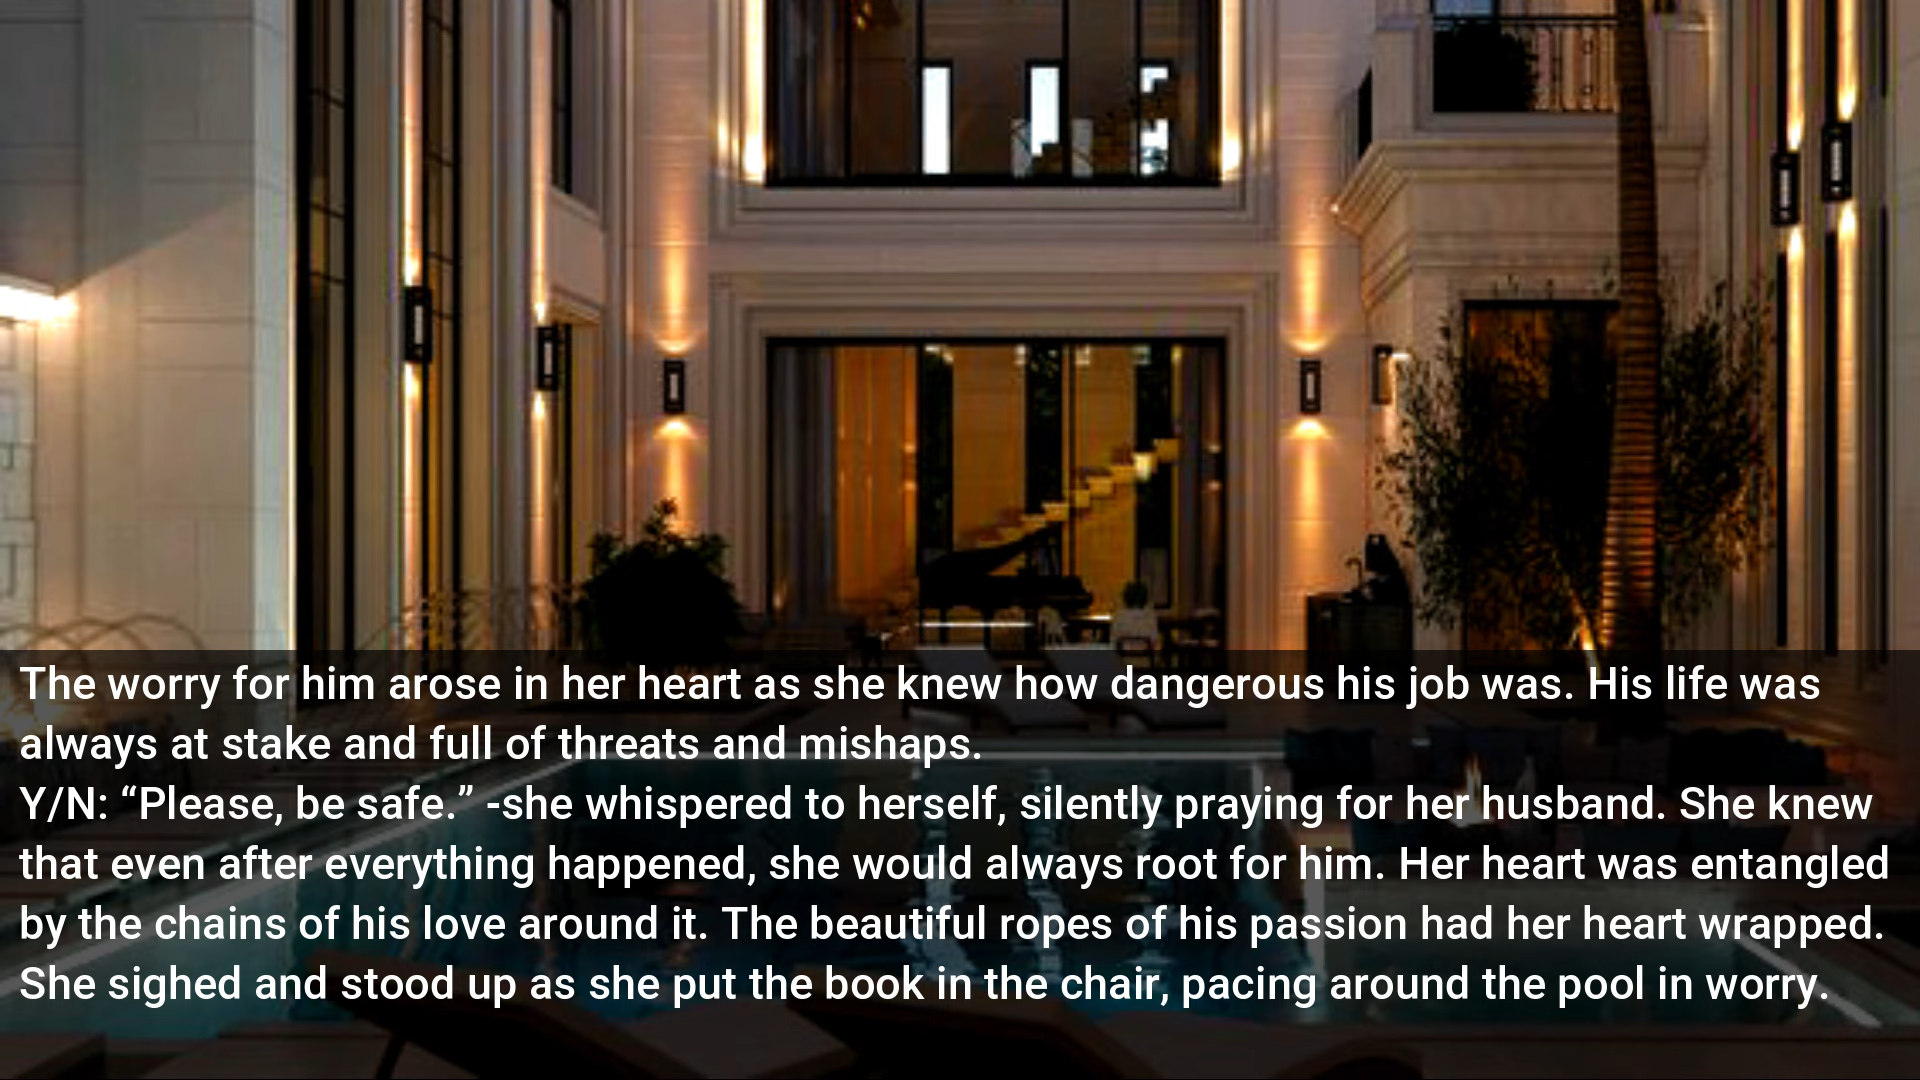 The worry for him arose in her heart as she knew how dangerous his job was. His life was
always at stake and full of threats and mishaps.
Y/N: “Please, be safe.” -she whispered to herself, silently praying for her husband. She knew
that even after everything happened, she would always root for him. Her heart was entangled
by the chains of his love around it. The beautiful ropes of his passion had her heart wrapped.
She sighed and stood up as she put the book in the chair, pacing around the pool in worry.